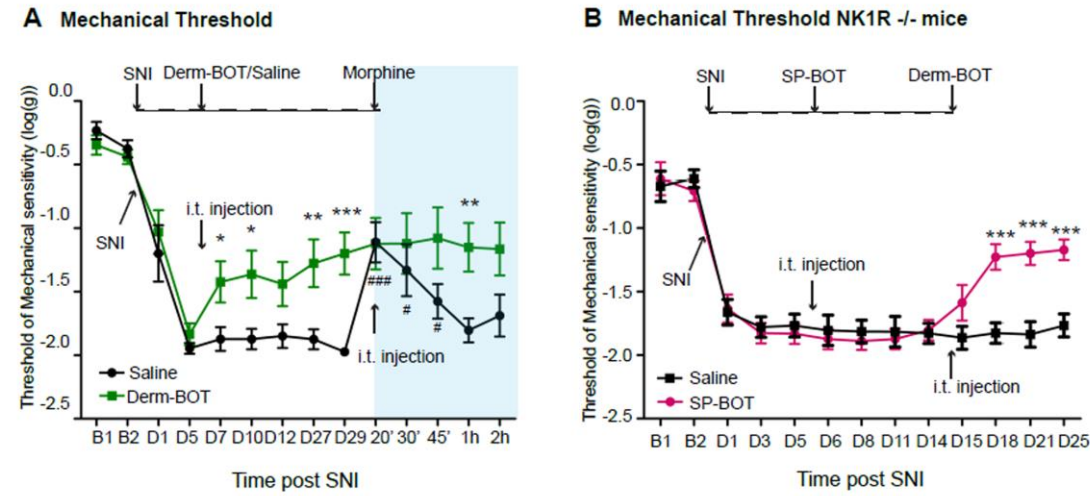 A Mechanical Threshold
SNI Derm-BOT/Saline Morphine
Threshold of Mechanical sensitivity (log(g))
0.0
-0.5
-1.0
-1.5
-2.0
-2.5
SNI
i.t. injection
* * ** *** **
### # #
i.t. injection
Saline
Derm-BOT
B1 B2 D1 D5 D7 D10 D12 D27 D29 20' 30' 45' 1h 2h
Time post SNI
B Mechanical Threshold NK1R -/- mice
SNI SP-BOT Derm-BOT
Threshold of Mechanical sensitivity (log(g))
0.0
-0.5
-1.0
-1.5
-2.0
-2.5
SNI
i.t. injection
*** *** ***
i.t. injection
Saline
SP-BOT
B1 B2 D1 D3 D5 D6 D8 D11 D14 D15 D18 D21 D25
Time post SNI